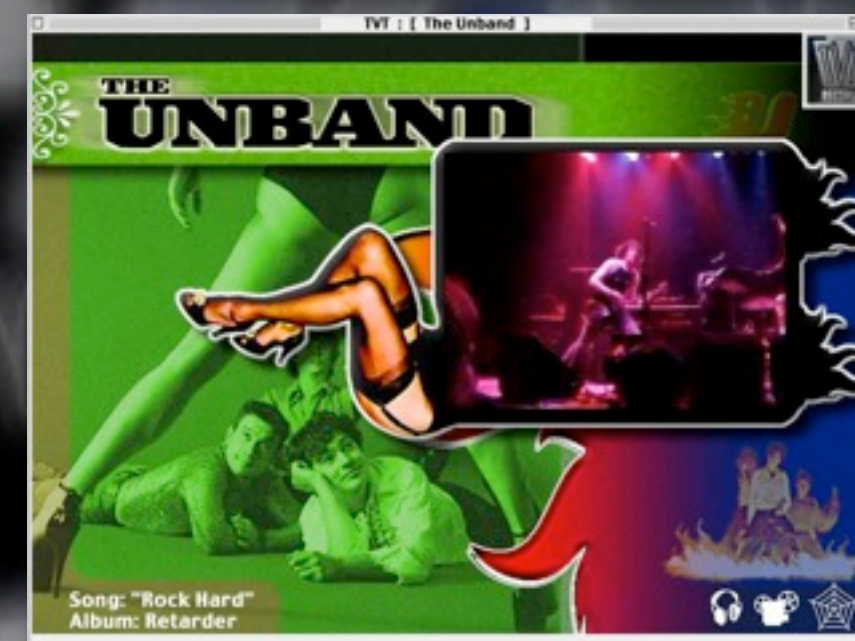 TVT : [ The Unband ]
THE
UNBAND
Song: "Rock Hard"
Album: Retarder